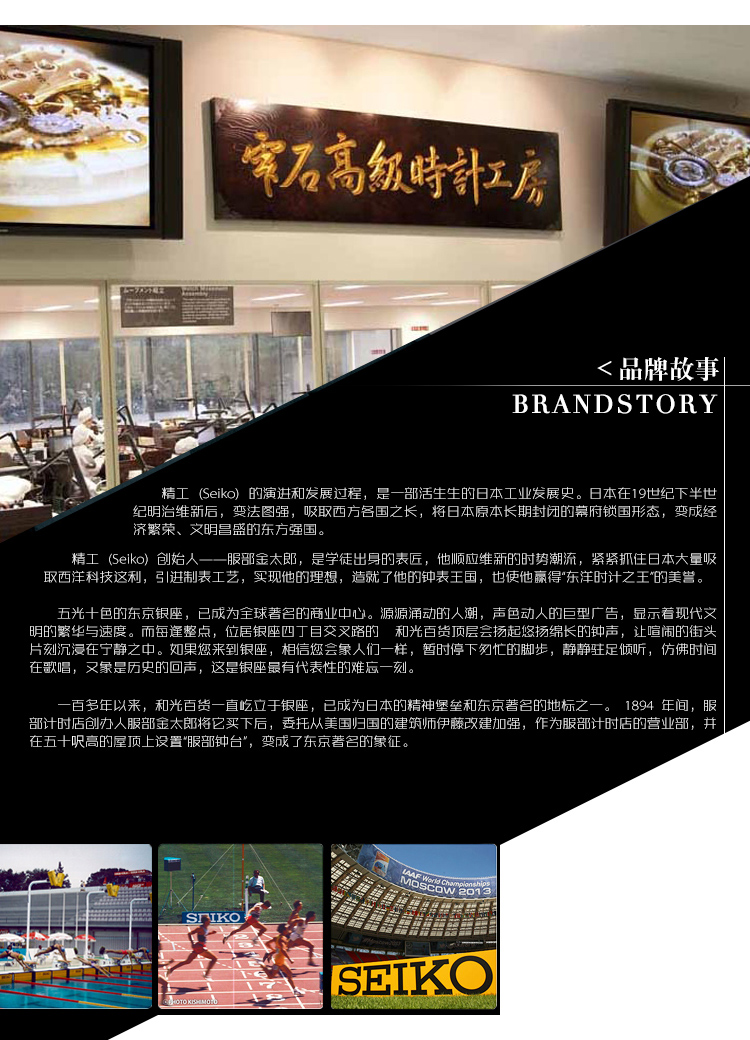 雫石高級時計工房
ムーブメント組立
Watch Movement
Assembly
<品牌故事
BRANDSTORY
精工（Seiko）的演进和发展过程，是一部活生生的日本工业发展史。日本在19世纪下半世
纪明治维新后，变法图强，吸取西方各国之长，将日本原本长期封闭的幕府锁国形态，变成经
济繁荣、文明昌盛的东方强国。
精工（Seiko）创始人——服部金太郎，是学徒出身的表匠，他顺应维新的时势潮流，紧紧抓住日本大量吸
取西洋科技这利，引进制表工艺，实现他的理想，造就了他的钟表王国，也使他赢得“东洋时计之王”的美誉。
五光十色的东京银座，已成为全球著名的商业中心。源源涌动的人潮，声色动人的巨型广告，显示着现代文
明的繁华与速度。而每逢整点，位居银座四丁目交叉路的 和光百货顶层会扬起悠扬绵长的钟声，让喧闹的街头
片刻沉浸在宁静之中。如果您来到银座，相信您会象人们一样，暂时停下匆忙的脚步，静静驻足倾听，仿佛时间
在歌唱，又象是历史的回声，这是银座最有代表性的难忘一刻。
一百多年以来，和光百货一直屹立于银座，已成为日本的精神堡垒和东京著名的地标之一。 1894 年间，服
部计时店创办人服部金太郎将它买下后，委托从美国归国的建筑师伊藤改建加强，作为服部计时店的营业部，并
在五十呎高的屋顶上设置“服部钟台”，变成了东京著名的象征。
SEIKO
PHOTO KISHIMOTO
IAAF World Championships
MOSCOW 2013
SEIKO